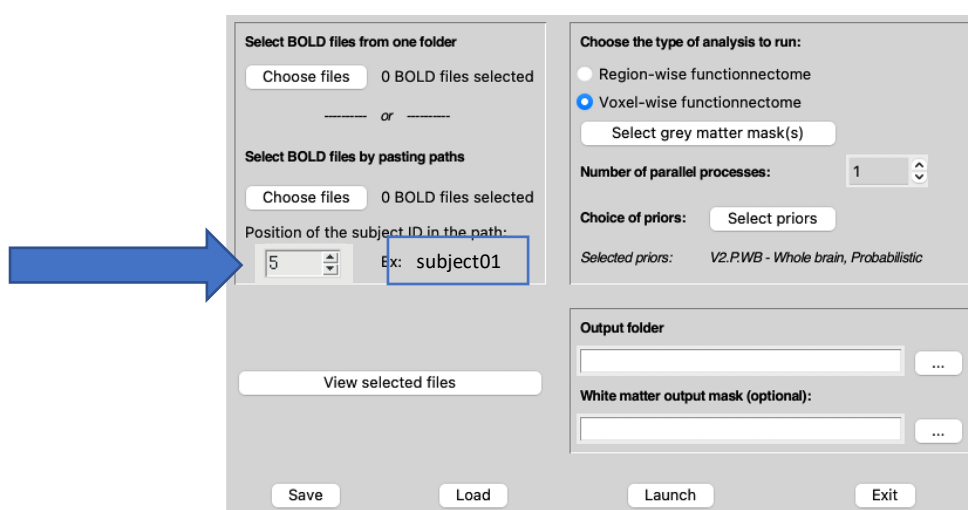 Select BOLD files from one folder
Choose files 0 BOLD files selected
---------- or ----------
Select BOLD files by pasting paths
Choose files 0 BOLD files selected
Position of the subject ID in the path:
5 Ex: subject01
View selected files
Choose the type of analysis to run:
Region-wise functionnectome
Voxel-wise functionnectome
Select grey matter mask(s)
Number of parallel processes: 1
Choice of priors: Select priors
Selected priors: V2.P.WB - Whole brain, Probabilistic
Output folder
...
White matter output mask (optional):
...
Save Load Launch Exit